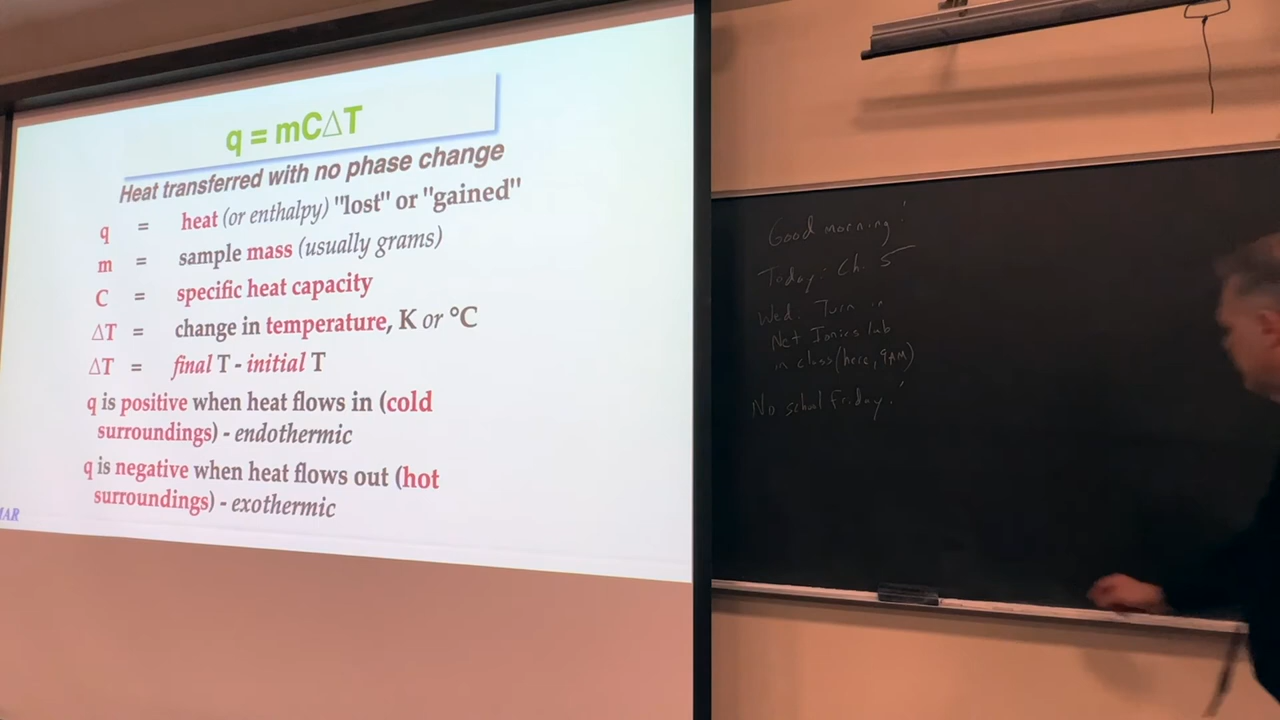 q = mCΔT
Heat transferred with no phase change
q = heat (or enthalpy) "lost" or "gained"
m = sample mass (usually grams)
C = specific heat capacity
ΔT = change in temperature, K or °C
ΔT = final T - initial T
q is positive when heat flows in (cold
surroundings) - endothermic
q is negative when heat flows out (hot
surroundings) - exothermic
MAR
Good morning!
Today: Ch. 5
Wed. Turn in
Net Ionics lab
in class (here, 9AM)
No school Friday!